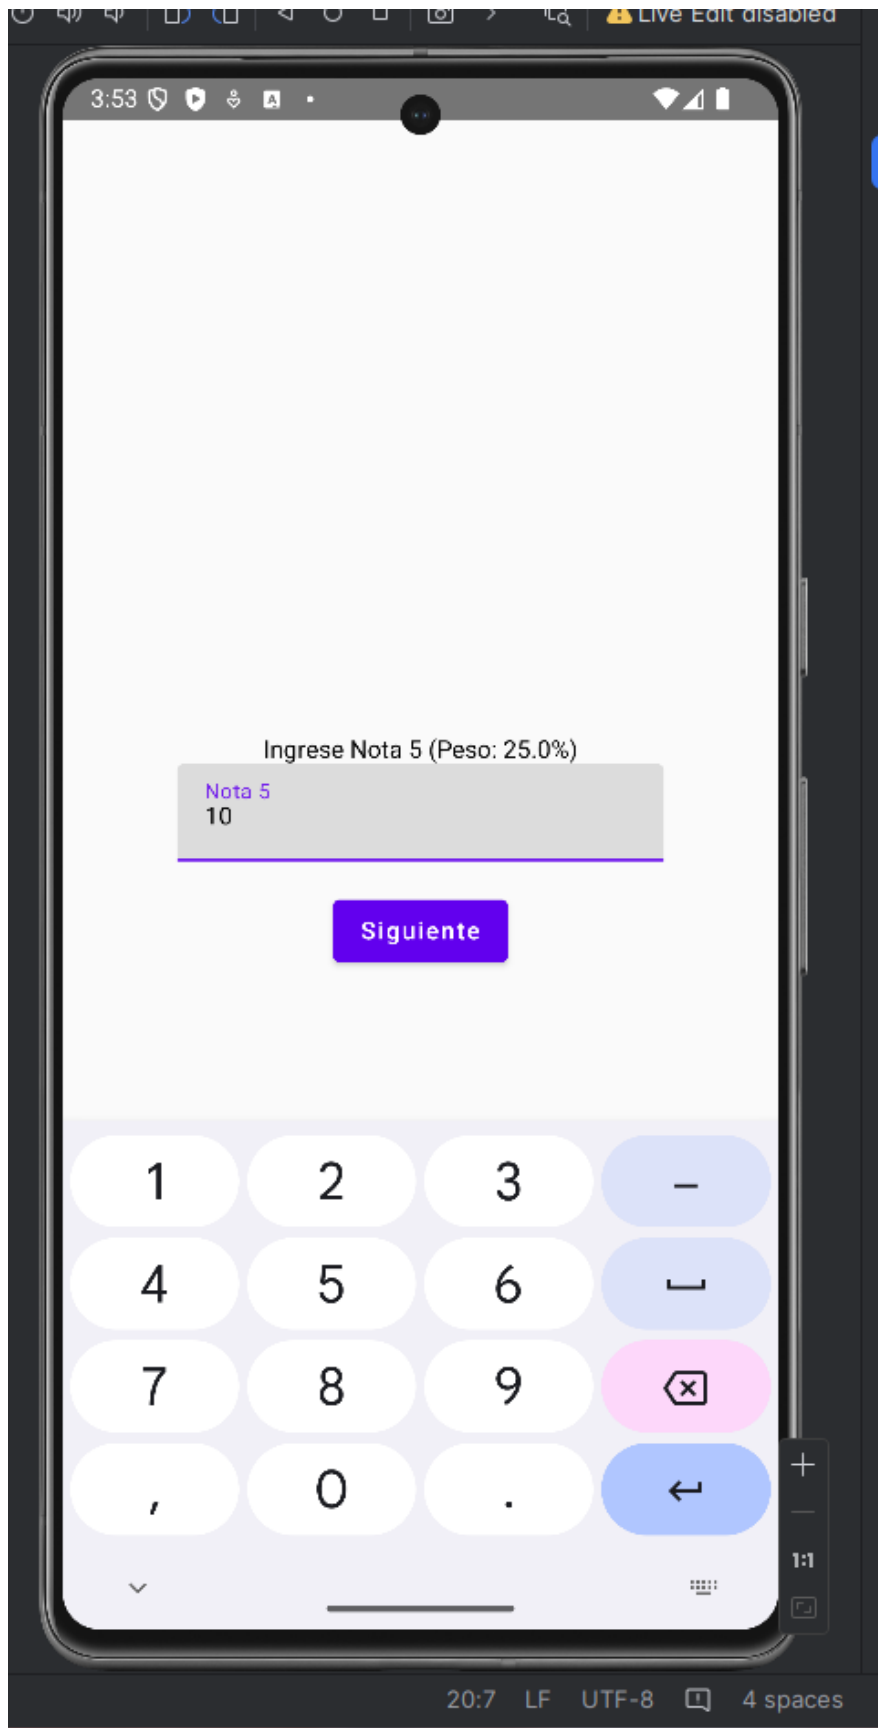 Live Edit disabled
3:53
A
Ingrese Nota 5 (Peso: 25.0%)
Nota 5
10
Siguiente
1 2 3 –
4 5 6
7 8 9
, 0 .
1:1
20:7 LF UTF-8 4 spaces